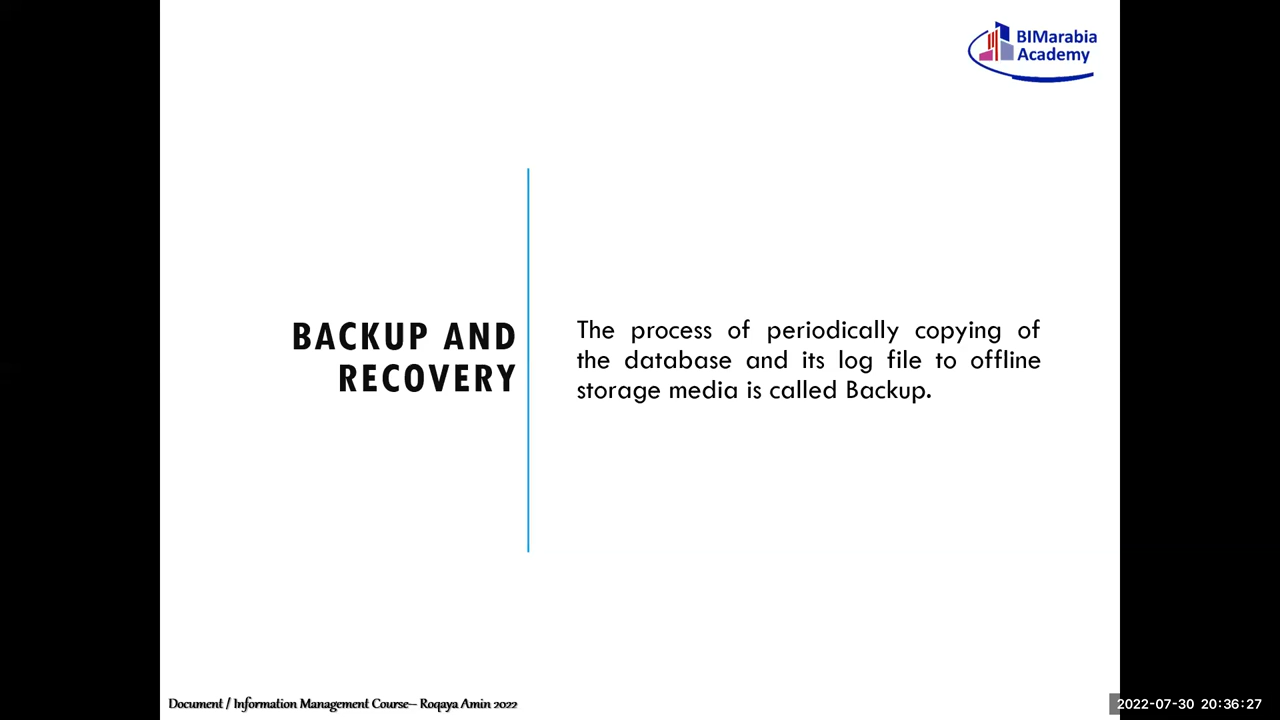 BIMarabia
Academy
BACKUP AND
RECOVERY
The process of periodically copying of
the database and its log file to offline
storage media is called Backup.
Document / Information Management Course– Roqaya Amin 2022
2022-07-30 20:36:27